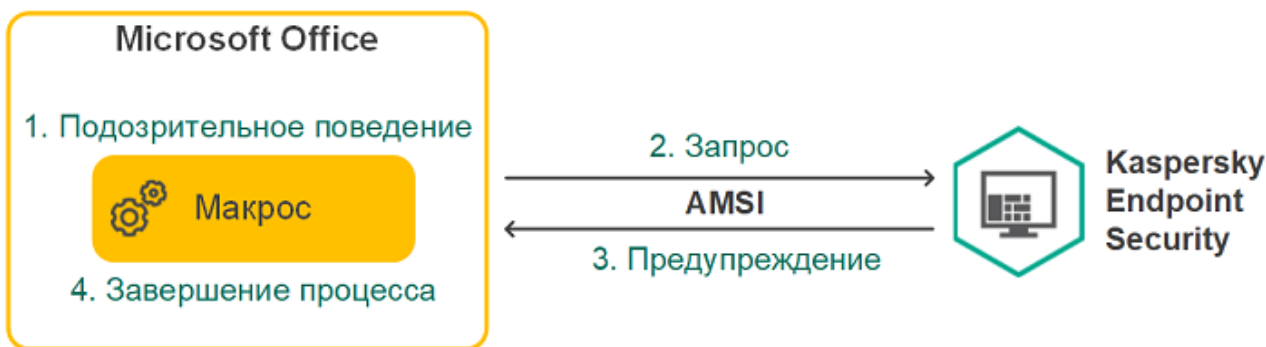 Microsoft Office
1. Подозрительное поведение
Макрос
4. Завершение процесса
2. Запрос
AMSI
3. Предупреждение
Kaspersky
Endpoint
Security